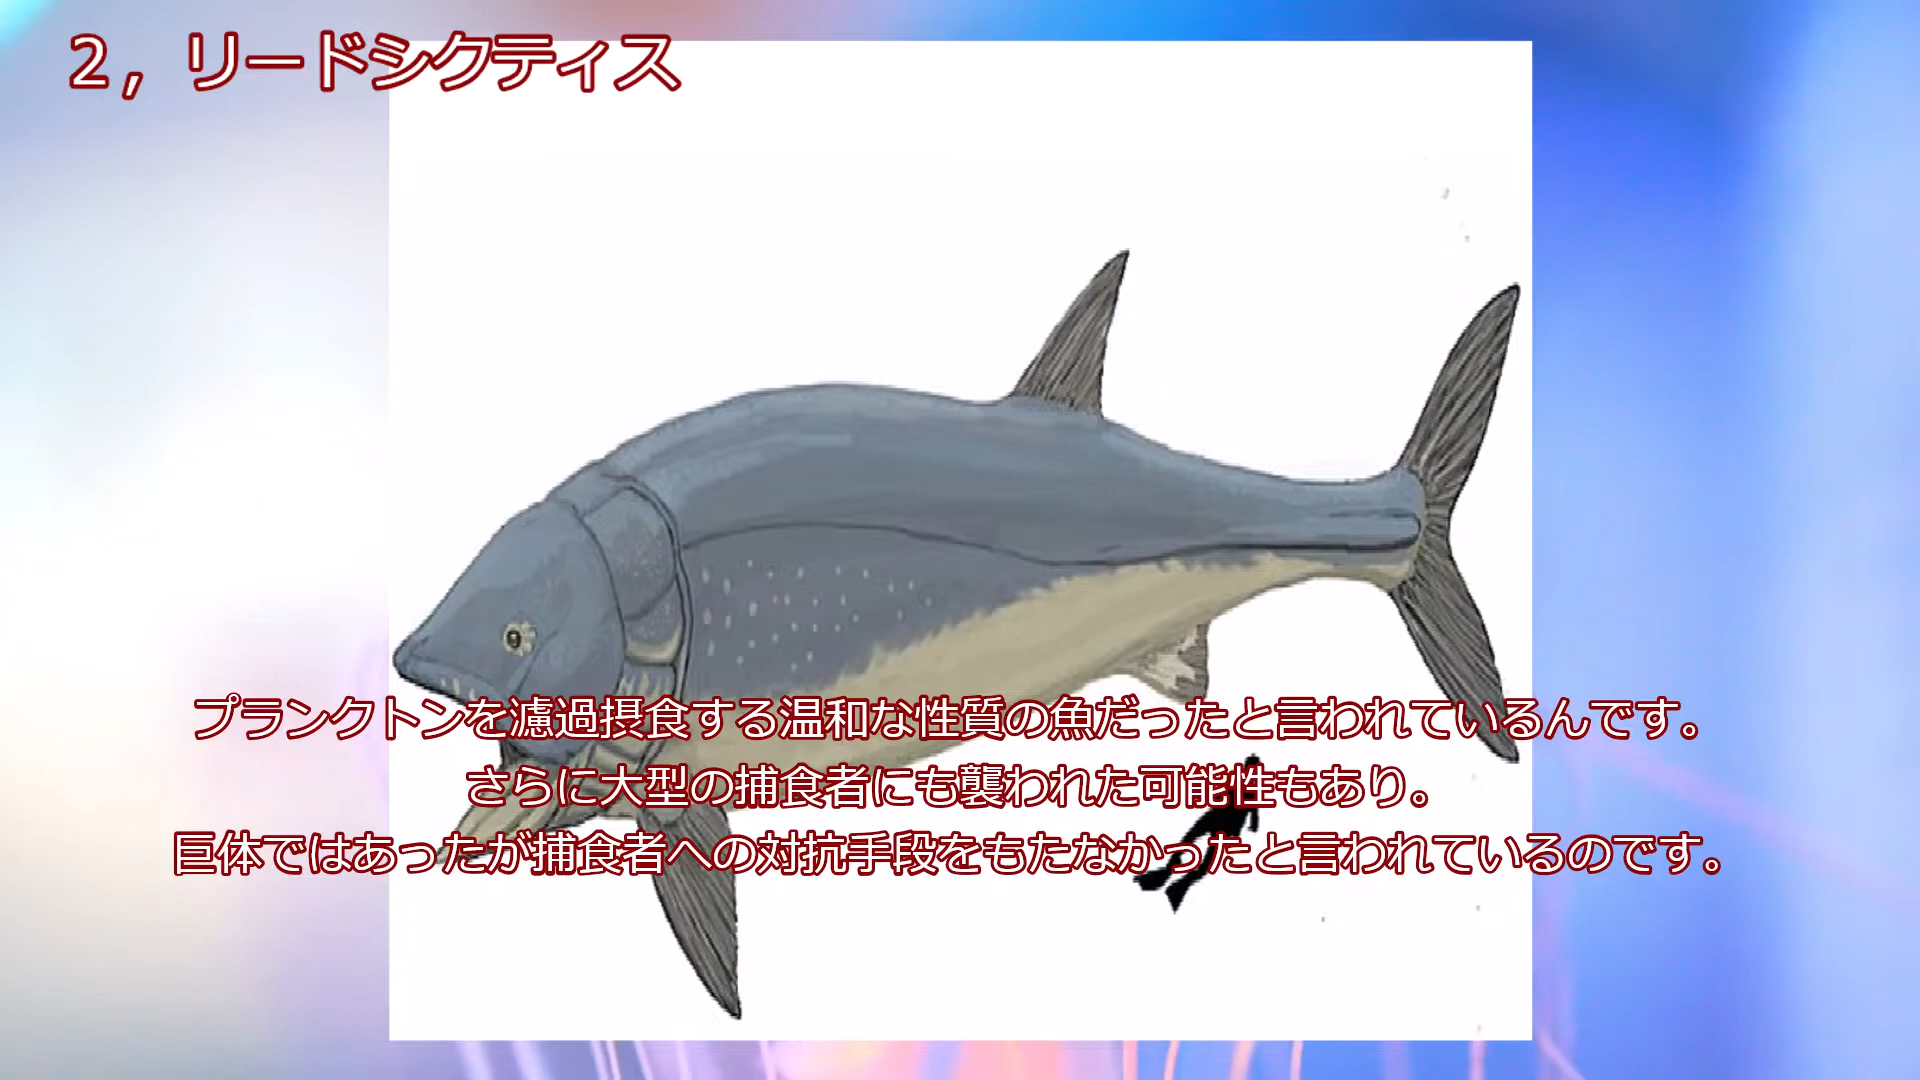 ２，リードシクティス
プランクトンを濾過摂食する温和な性質の魚だったと言われているんです。
さらに大型の捕食者にも襲われた可能性もあり。
巨体ではあったが捕食者への対抗手段をもたなかったと言われているのです。